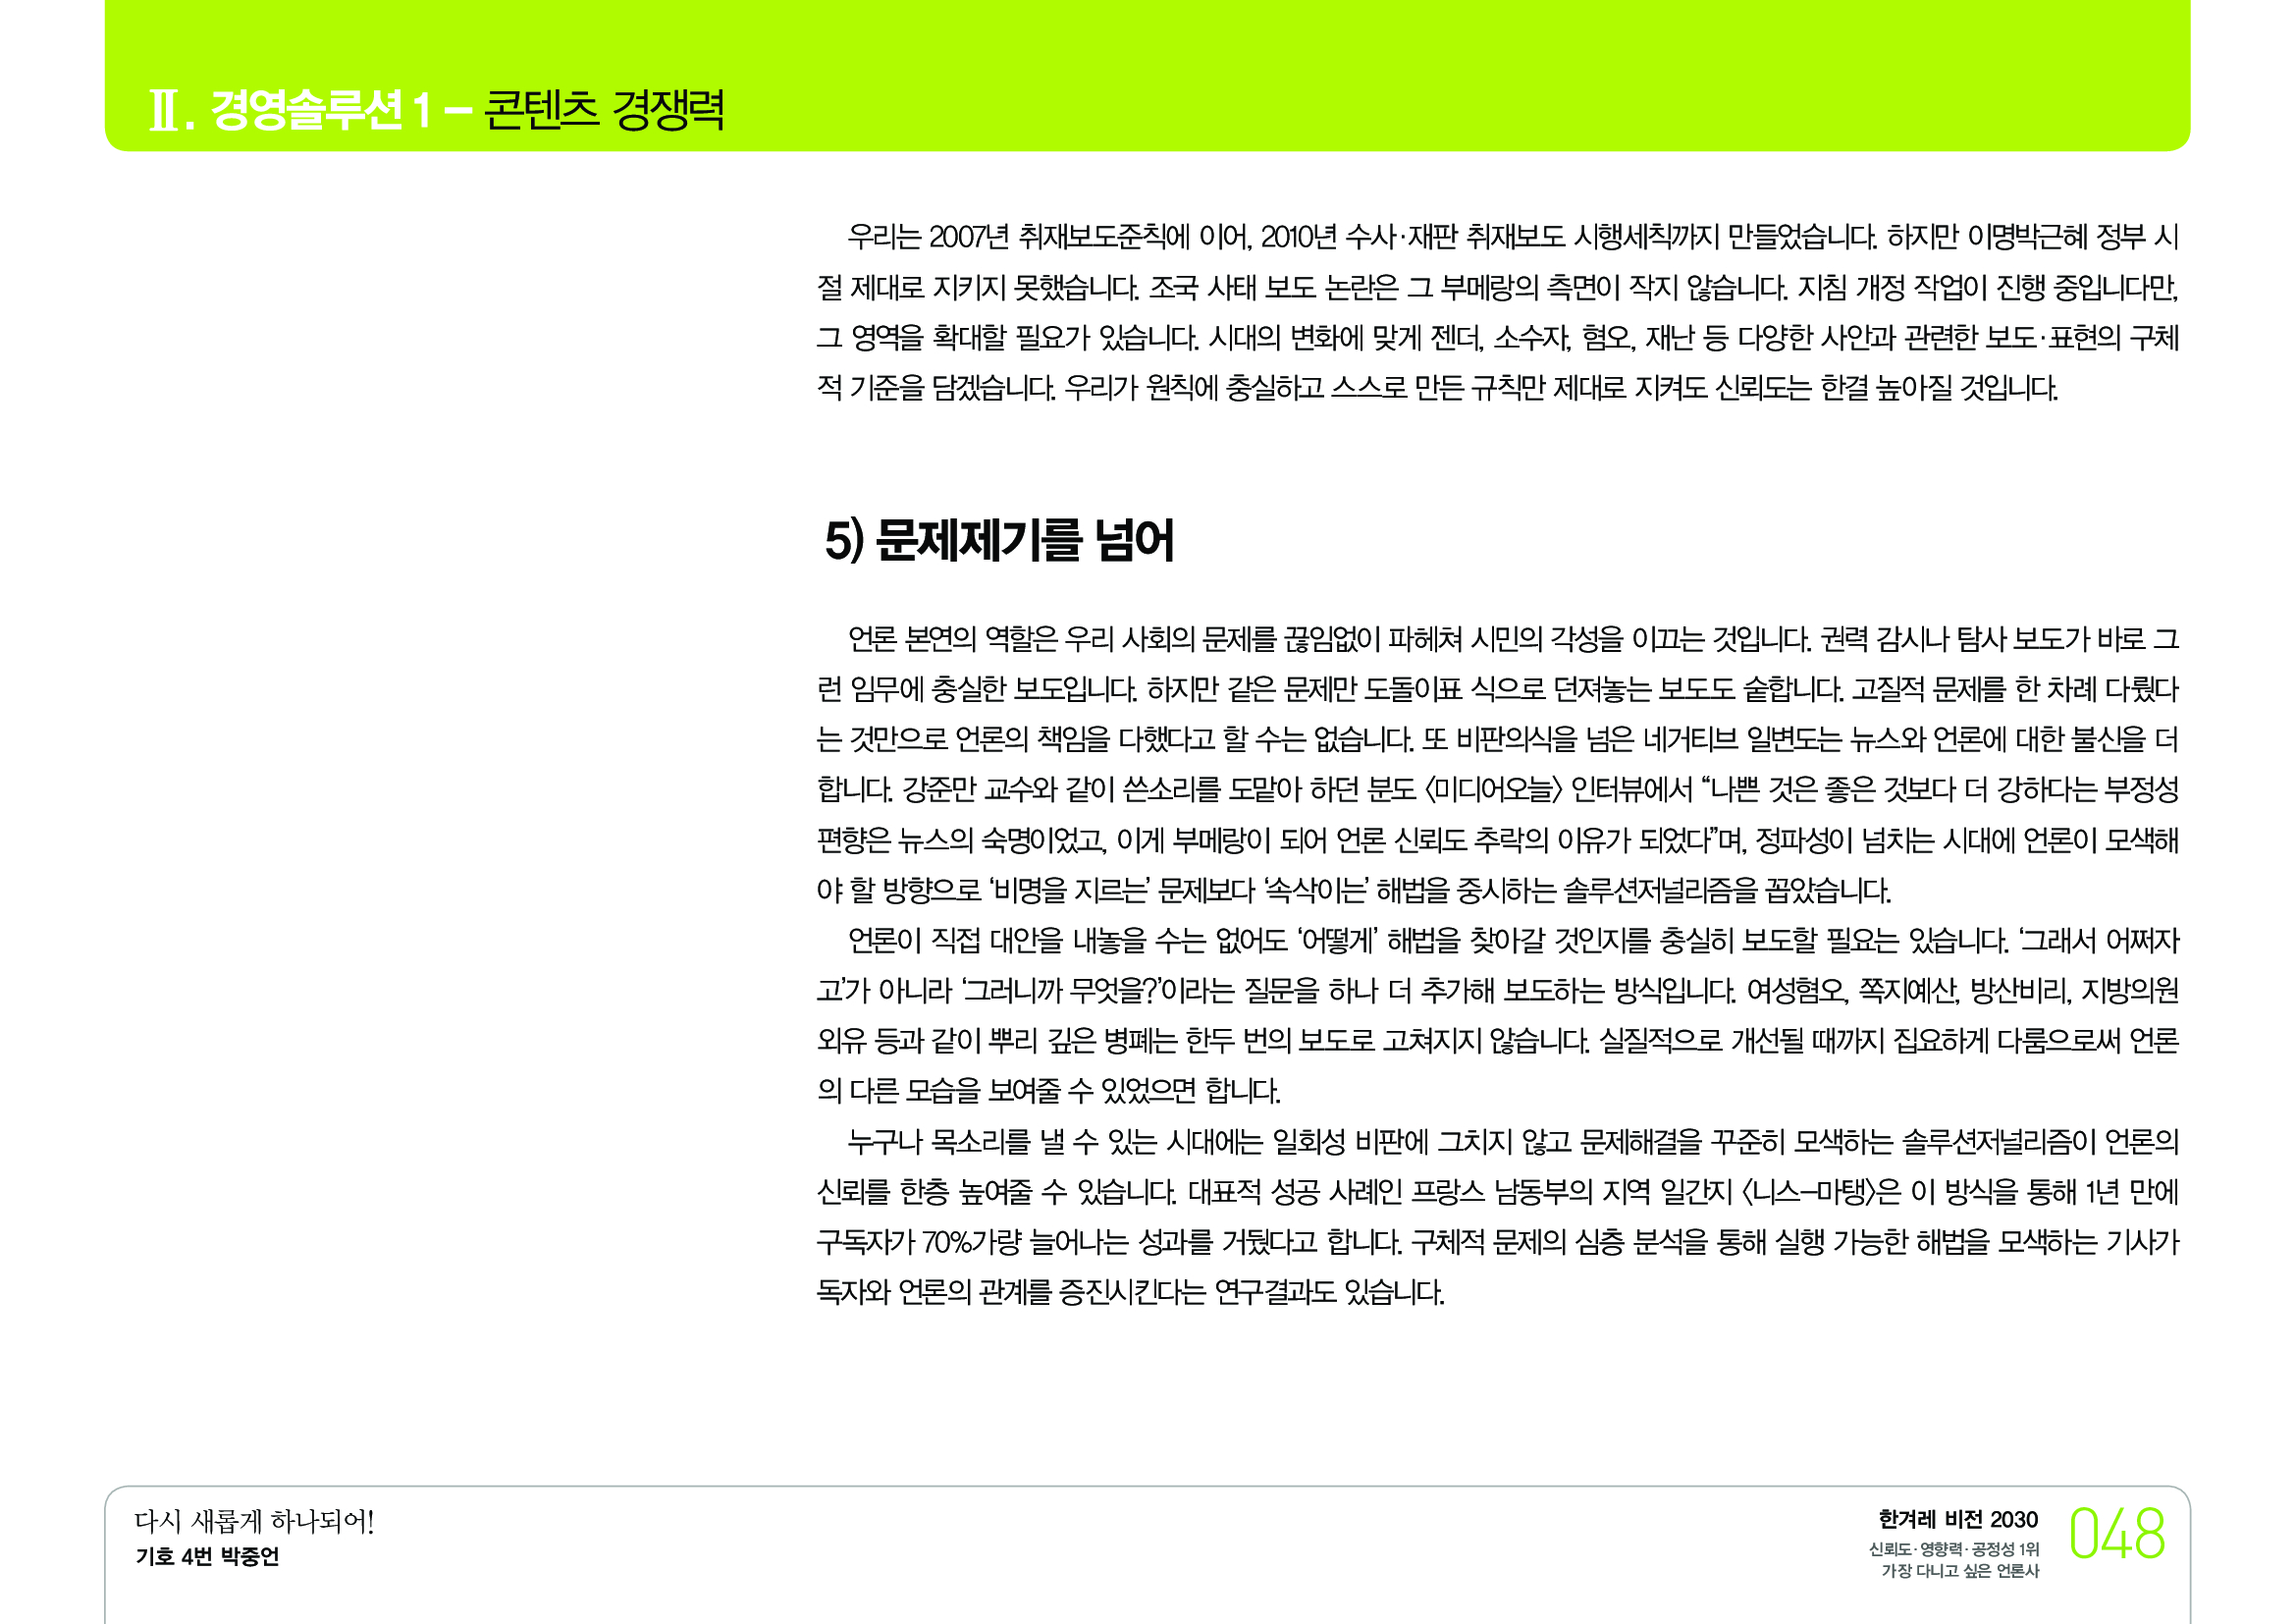 Ⅱ. 경영솔루션 1 – 콘텐츠 경쟁력
우리는 2007년 취재보도준칙에 이어, 2010년 수사·재판 취재보도 시행세칙까지 만들었습니다. 하지만 이명박근혜 정부 시
절 제대로 지키지 못했습니다. 조국 사태 보도 논란은 그 부메랑의 측면이 작지 않습니다. 지침 개정 작업이 진행 중입니다만,
그 영역을 확대할 필요가 있습니다. 시대의 변화에 맞게 젠더, 소수자, 혐오, 재난 등 다양한 사안과 관련한 보도·표현의 구체
적 기준을 담겠습니다. 우리가 원칙에 충실하고 스스로 만든 규칙만 제대로 지켜도 신뢰도는 한결 높아질 것입니다.
5) 문제제기를 넘어
언론 본연의 역할은 우리 사회의 문제를 끊임없이 파헤쳐 시민의 각성을 이끄는 것입니다. 권력 감시나 탐사 보도가 바로 그
런 임무에 충실한 보도입니다. 하지만 같은 문제만 도돌이표 식으로 던져놓는 보도도 숱합니다. 고질적 문제를 한 차례 다뤘다
는 것만으로 언론의 책임을 다했다고 할 수는 없습니다. 또 비판의식을 넘은 네거티브 일변도는 뉴스와 언론에 대한 불신을 더
합니다. 강준만 교수와 같이 쓴소리를 도맡아 하던 분도 〈미디어오늘〉 인터뷰에서 “나쁜 것은 좋은 것보다 더 강하다는 부정성
편향은 뉴스의 숙명이었고, 이게 부메랑이 되어 언론 신뢰도 추락의 이유가 되었다”며, 정파성이 넘치는 시대에 언론이 모색해
야 할 방향으로 ‘비명을 지르는’ 문제보다 ‘속삭이는’ 해법을 중시하는 솔루션저널리즘을 꼽았습니다.
언론이 직접 대안을 내놓을 수는 없어도 ‘어떻게’ 해법을 찾아갈 것인지를 충실히 보도할 필요는 있습니다. ‘그래서 어쩌자
고’가 아니라 ‘그러니까 무엇을?’이라는 질문을 하나 더 추가해 보도하는 방식입니다. 여성혐오, 쪽지예산, 방산비리, 지방의원
외유 등과 같이 뿌리 깊은 병폐는 한두 번의 보도로 고쳐지지 않습니다. 실질적으로 개선될 때까지 집요하게 다룸으로써 언론
의 다른 모습을 보여줄 수 있었으면 합니다.
누구나 목소리를 낼 수 있는 시대에는 일회성 비판에 그치지 않고 문제해결을 꾸준히 모색하는 솔루션저널리즘이 언론의
신뢰를 한층 높여줄 수 있습니다. 대표적 성공 사례인 프랑스 남동부의 지역 일간지 〈니스–마탱〉은 이 방식을 통해 1년 만에
구독자가 70%가량 늘어나는 성과를 거뒀다고 합니다. 구체적 문제의 심층 분석을 통해 실행 가능한 해법을 모색하는 기사가
독자와 언론의 관계를 증진시킨다는 연구결과도 있습니다.
다시 새롭게 하나되어!
기호 4번 박중언
한겨레 비전 2030
신뢰도·영향력·공정성 1위
가장 다니고 싶은 언론사
048